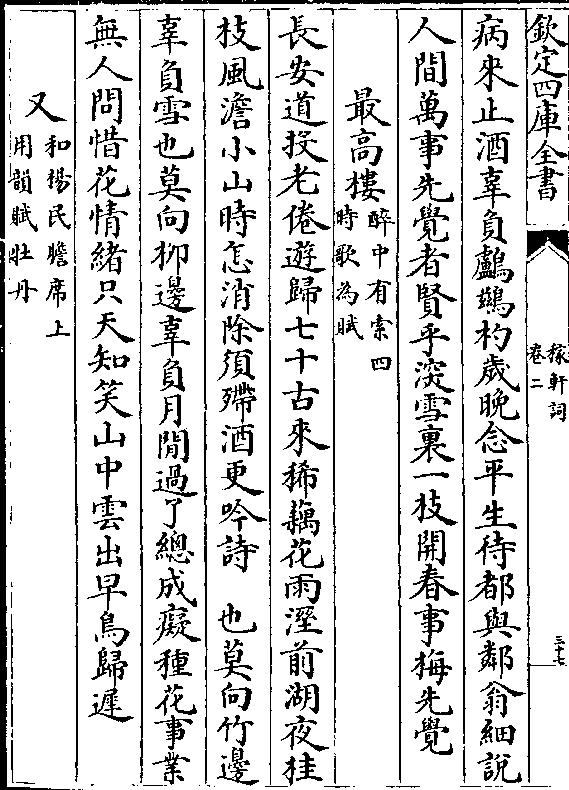 欽定四庫全書
稼軒詞
卷二
三十七
病來止酒辜負鸕鷀杓歲晚念平生待都與鄰翁細說
人間萬事先覺者賢乎深雪裏一枝開春事梅先覺
最高樓醉中有索四
時歌為賦
長安道投老倦遊歸七十古來稀藕花雨溼前湖夜桂
枝風澹小山時怎消除須殢酒更吟詩　也莫向竹邊
辜負雪也莫向柳邊辜負月閒過了總成癡種花事業
無人問惜花情緒只天知笑山中雲出早鳥歸遲
又和楊民瞻席上
用韻賦牡丹